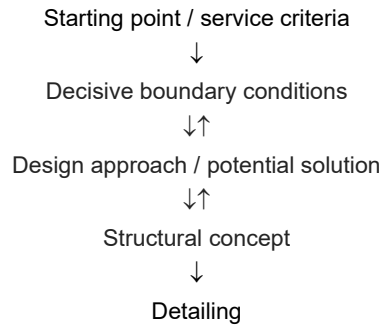 Starting point / service criteria
↓
Decisive boundary conditions
↓↑
Design approach / potential solution
↓↑
Structural concept
↓
Detailing